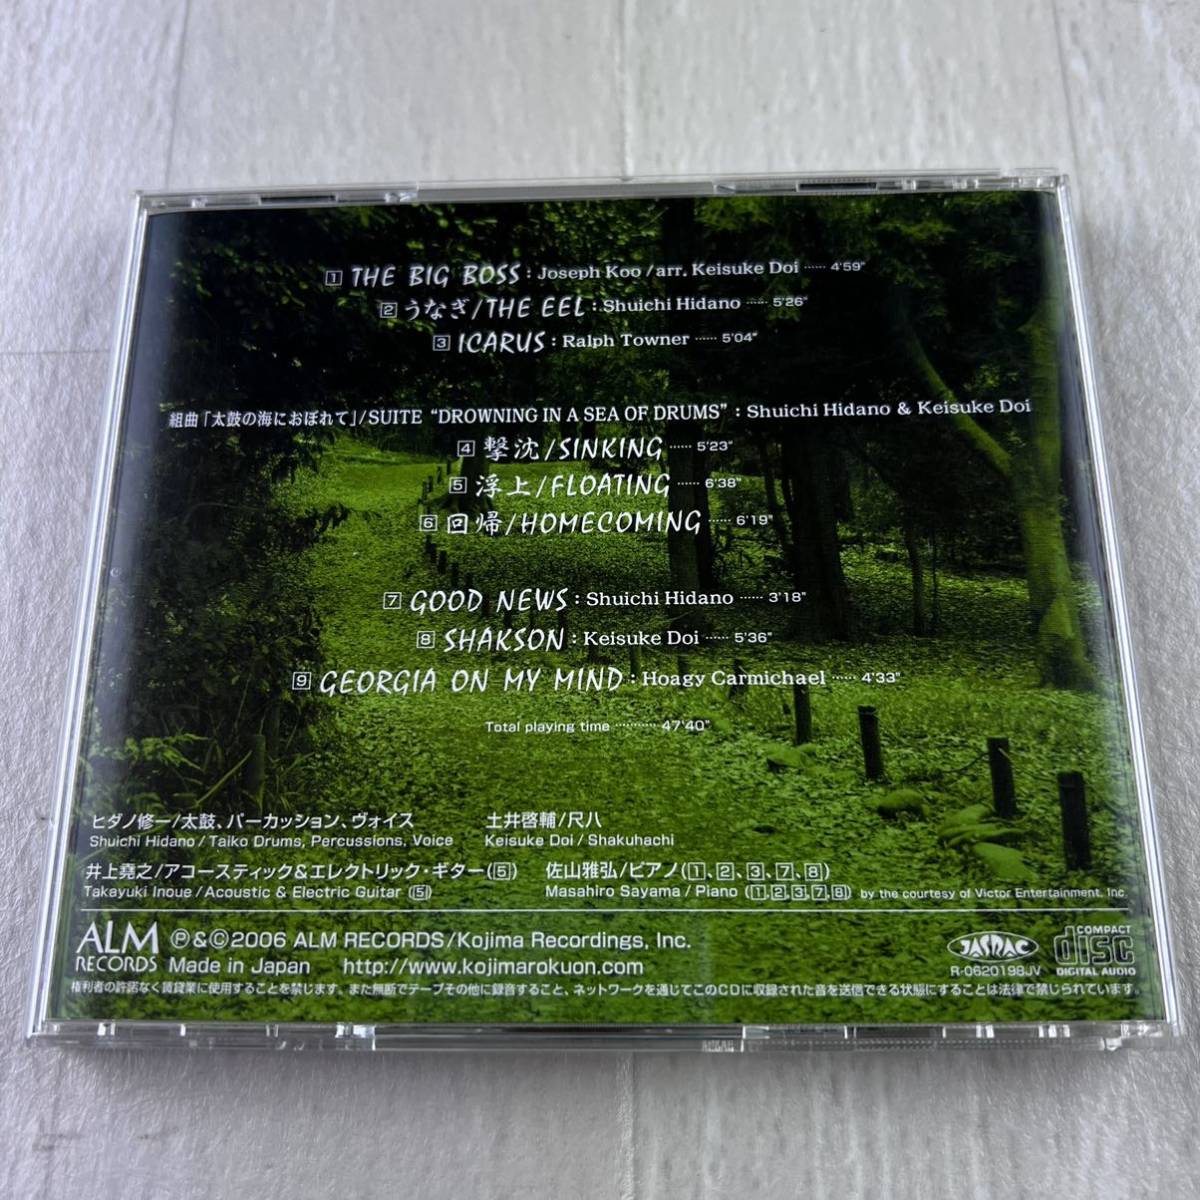 1 THE BIG BOSS : Joseph Koo / arr. Keisuke Doi ······ 4'59"
2 うなぎ/THE EEL : Shuichi Hidano ······ 5'26"
3 ICARUS : Ralph Towner ······ 5'04"
組曲「太鼓の海におぼれて」/SUITE "DROWNING IN A SEA OF DRUMS" : Shuichi Hidano & Keisuke Doi
4 撃沈/SINKING ······ 5'23"
5 浮上/FLOATING ······ 6'38"
6 回帰/HOMECOMING ······ 6'19"
7 GOOD NEWS : Shuichi Hidano ······ 3'18"
8 SHAKSON : Keisuke Doi ······ 5'36"
9 GEORGIA ON MY MIND : Hoagy Carmichael ······ 4'33"
Total playing time ··········· 47'40"
ヒダノ修一/太鼓、パーカッション、ヴォイス 土井啓輔/尺八
Shuichi Hidano / Taiko Drums, Percussions, Voice Keisuke Doi / Shakuhachi
井上堯之/アコースティック&エレクトリック・ギター(5) 佐山雅弘/ピアノ(1、2、3、7、8)
Takayuki Inoue / Acoustic & Electric Guitar (5) Masahiro Sayama / Piano (1,2,3,7,8) by the courtesy of Victor Entertainment. Inc.
ALM RECORDS
℗&©2006 ALM RECORDS/Kojima Recordings, Inc.
Made in Japan http://www.kojimarokuon.com
JASRAC
R-0620198JV
COMPACT disc DIGITAL AUDIO
権利者の許諾なく賃貸業に使用することを禁じます。また無断でテープその他に録音すること、ネットワークを通じてこのCDに収録された音を送信できる状態にすることは法律で禁じられています。